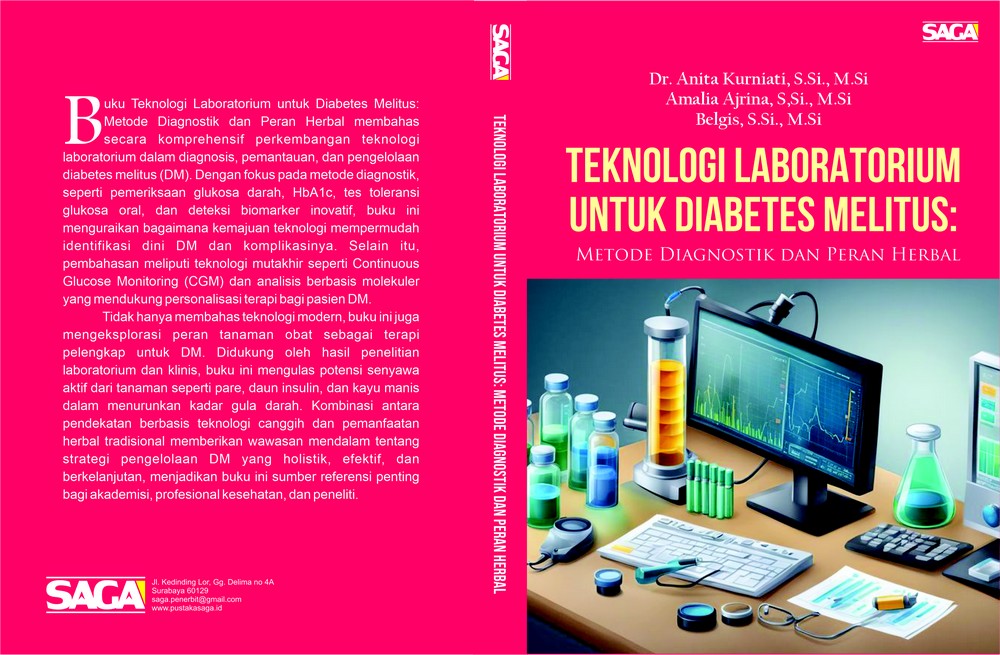 Buku Teknologi Laboratorium untuk Diabetes Melitus:
Metode Diagnostik dan Peran Herbal membahas
secara komprehensif perkembangan teknologi
laboratorium dalam diagnosis, pemantauan, dan pengelolaan
diabetes melitus (DM). Dengan fokus pada metode diagnostik,
seperti pemeriksaan glukosa darah, HbA1c, tes toleransi
glukosa oral, dan deteksi biomarker inovatif, buku ini
menguraikan bagaimana kemajuan teknologi mempermudah
identifikasi dini DM dan komplikasinya. Selain itu,
pembahasan meliputi teknologi mutakhir seperti Continuous
Glucose Monitoring (CGM) dan analisis berbasis molekuler
yang mendukung personalisasi terapi bagi pasien DM.
Tidak hanya membahas teknologi modern, buku ini juga
mengeksplorasi peran tanaman obat sebagai terapi
pelengkap untuk DM. Didukung oleh hasil penelitian
laboratorium dan klinis, buku ini mengulas potensi senyawa
aktif dari tanaman seperti pare, daun insulin, dan kayu manis
dalam menurunkan kadar gula darah. Kombinasi antara
pendekatan berbasis teknologi canggih dan pemanfaatan
herbal tradisional memberikan wawasan mendalam tentang
strategi pengelolaan DM yang holistik, efektif, dan
berkelanjutan, menjadikan buku ini sumber referensi penting
bagi akademisi, profesional kesehatan, dan peneliti.
SAGA
Jl. Kedinding Lor, Gg. Delima no 4A
Surabaya 60129
saga.penerbit@gmail.com
www.pustakasaga.id
SAGA
TEKNOLOGI LABORATORIUM UNTUK DIABETES MELITUS: METODE DIAGNOSTIK DAN PERAN HERBAL
SAGA
Dr. Anita Kurniati, S.Si., M.Si
Amalia Ajrina, S,Si., M.Si
Belgis, S.Si., M.Si
TEKNOLOGI LABORATORIUM
UNTUK DIABETES MELITUS:
METODE DIAGNOSTIK DAN PERAN HERBAL